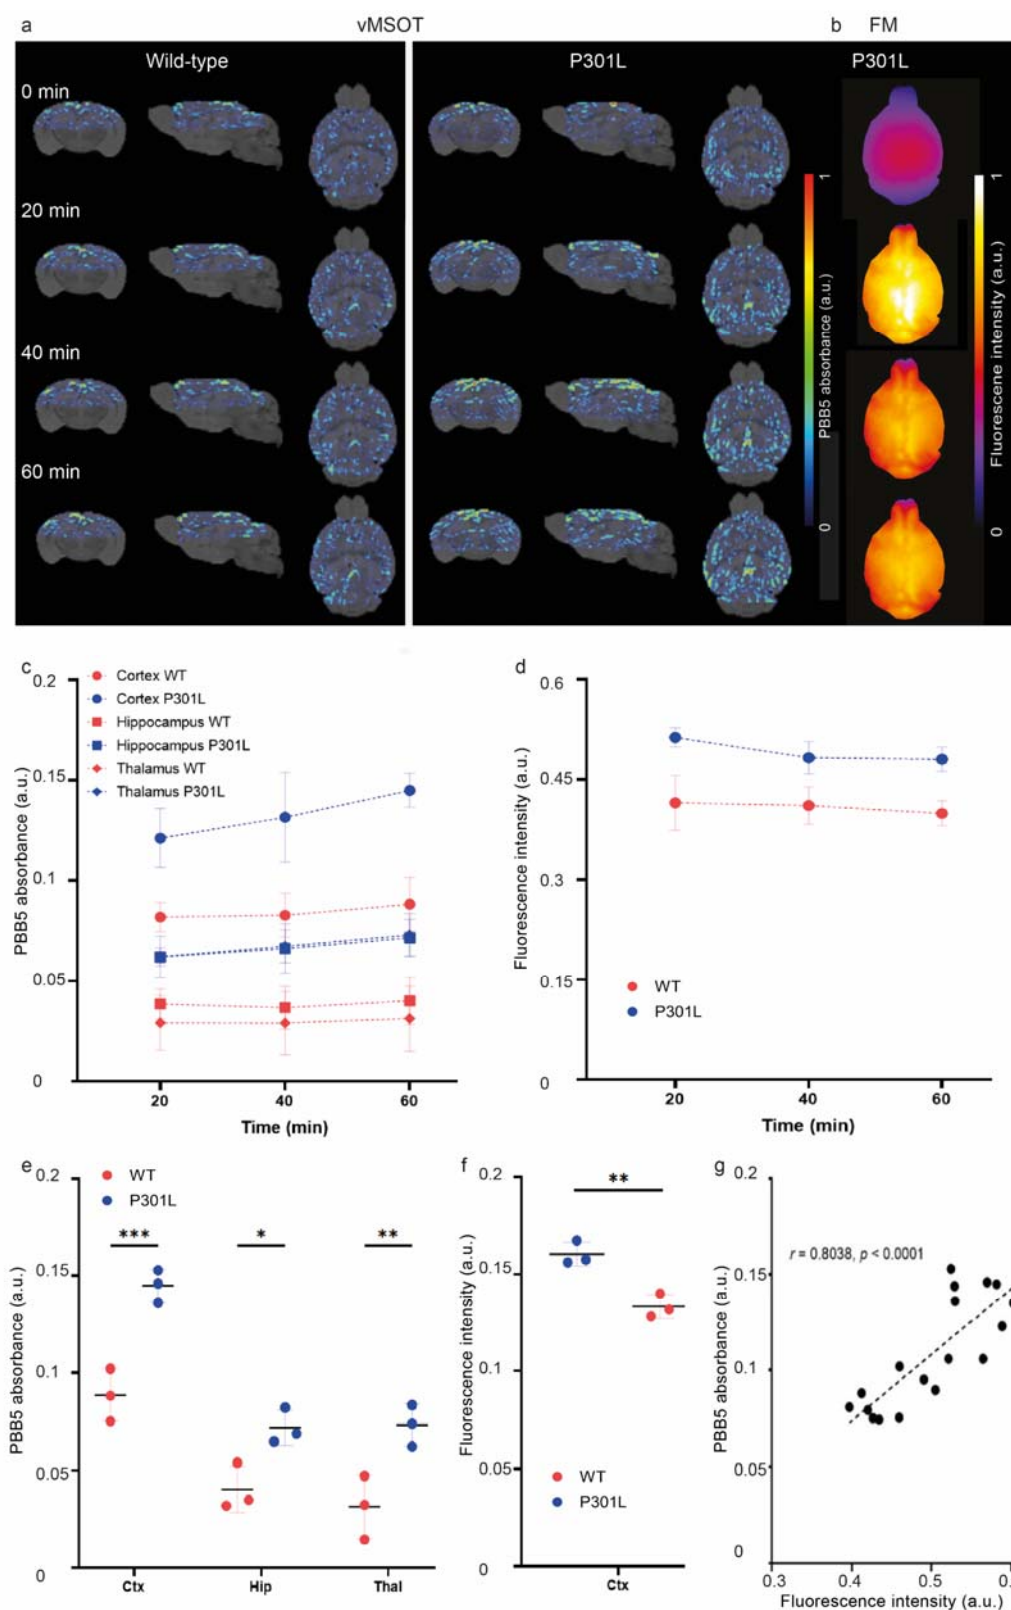 a vMSOT b FM
Wild-type P301L P301L
0 min
20 min
40 min
60 min
0 PBB5 absorbance (a.u.) 1
0 Fluorescene intensity (a.u.) 1
c
0.2
0.15
0.1
0.05
0
PBB5 absorbance (a.u.)
Cortex WT
Cortex P301L
Hippocampus WT
Hippocampus P301L
Thalamus WT
Thalamus P301L
20 40 60
Time (min)
d
0.6
0.45
0.3
0.15
0
Fluorescence intensity (a.u.)
WT
P301L
20 40 60
Time (min)
e
0.2
0.15
0.1
0.05
0
PBB5 absorbance (a.u.)
WT
P301L
*** * **
Ctx Hip Thal
f
0.2
0.15
0.1
0.05
0
Fluorescence intensity (a.u.)
**
WT
P301L
Ctx
g
0.2
0.15
0.1
0.05
0
PBB5 absorbance (a.u.)
r = 0.8038, p < 0.0001
0.3 0.4 0.5
Fluorescence intensity (a.u.)